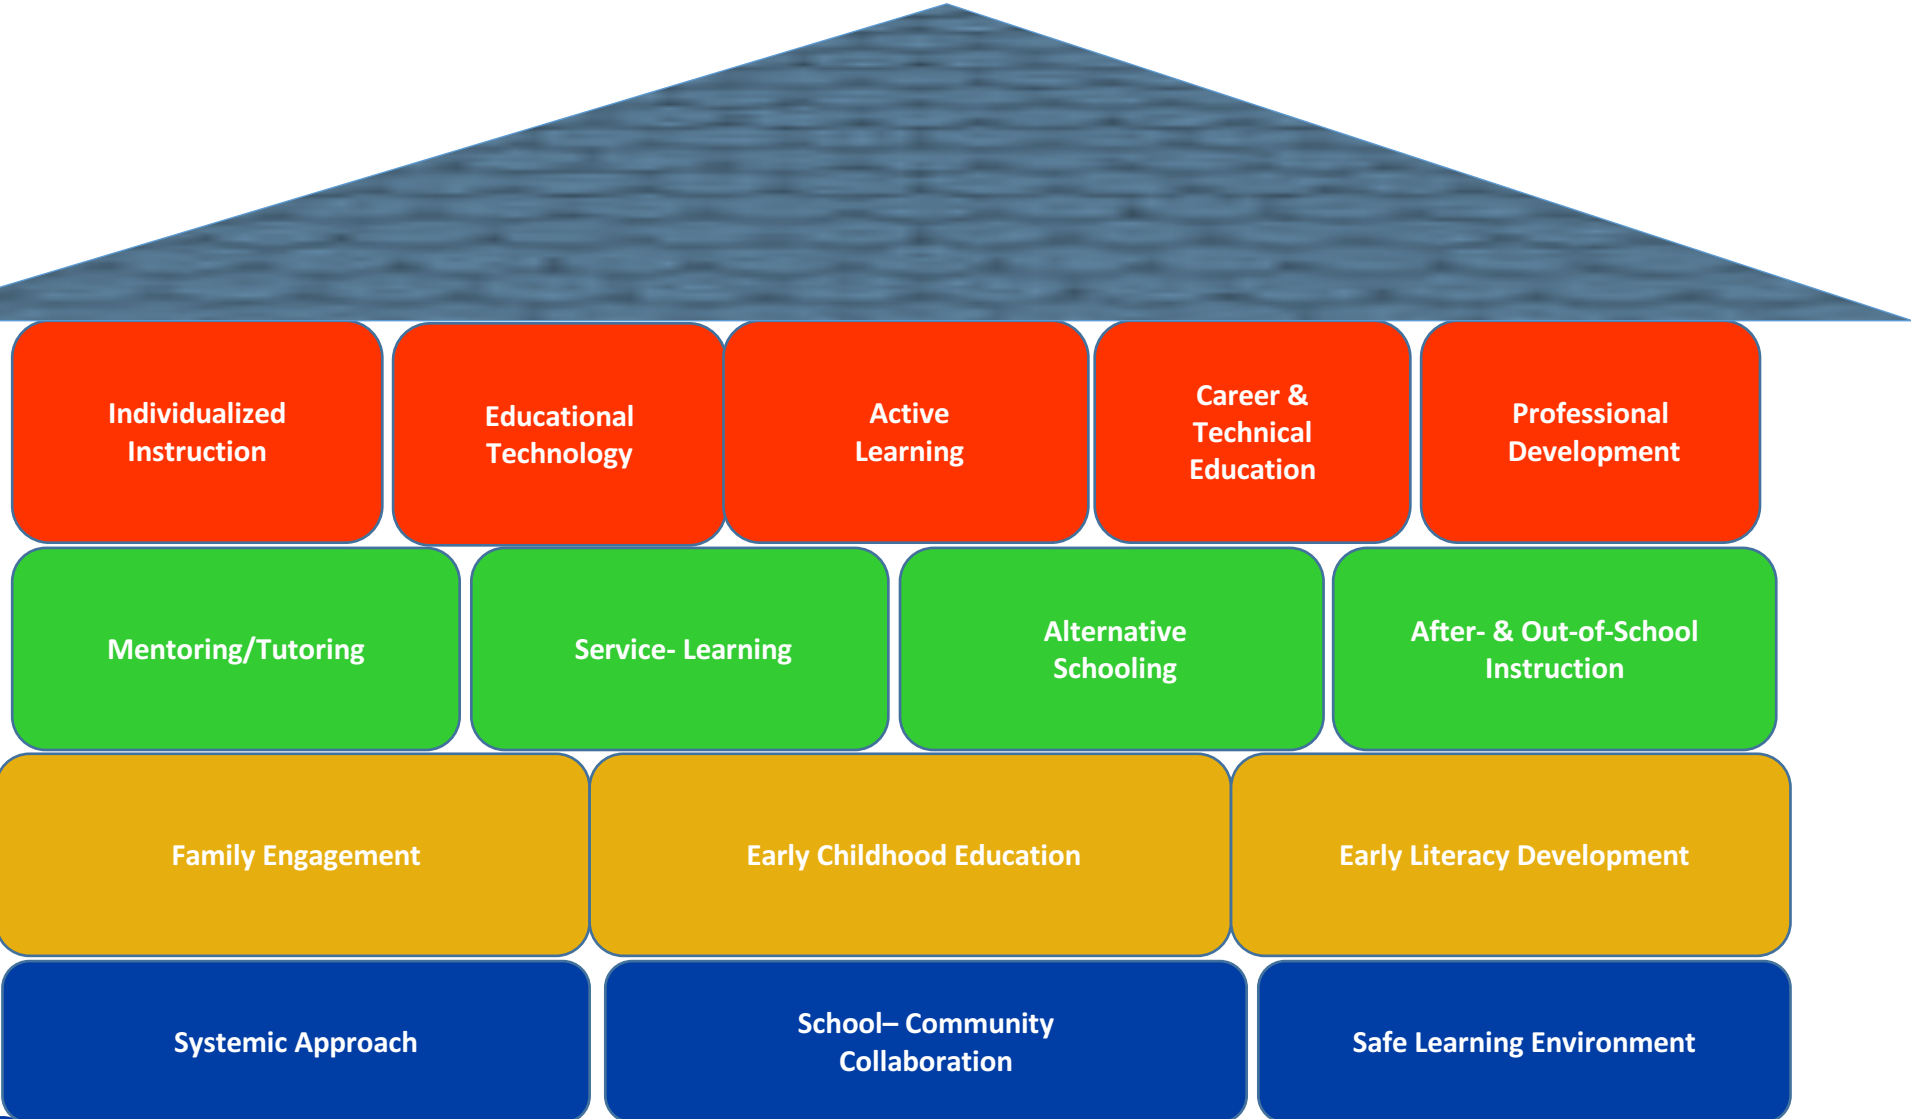 Individualized
Instruction
Educational
Technology
Active
Learning
Career &
Technical
Education
Professional
Development
Mentoring/Tutoring
Service- Learning
Alternative
Schooling
After- & Out-of-School
Instruction
Family Engagement
Early Childhood Education
Early Literacy Development
Systemic Approach
School– Community
Collaboration
Safe Learning Environment